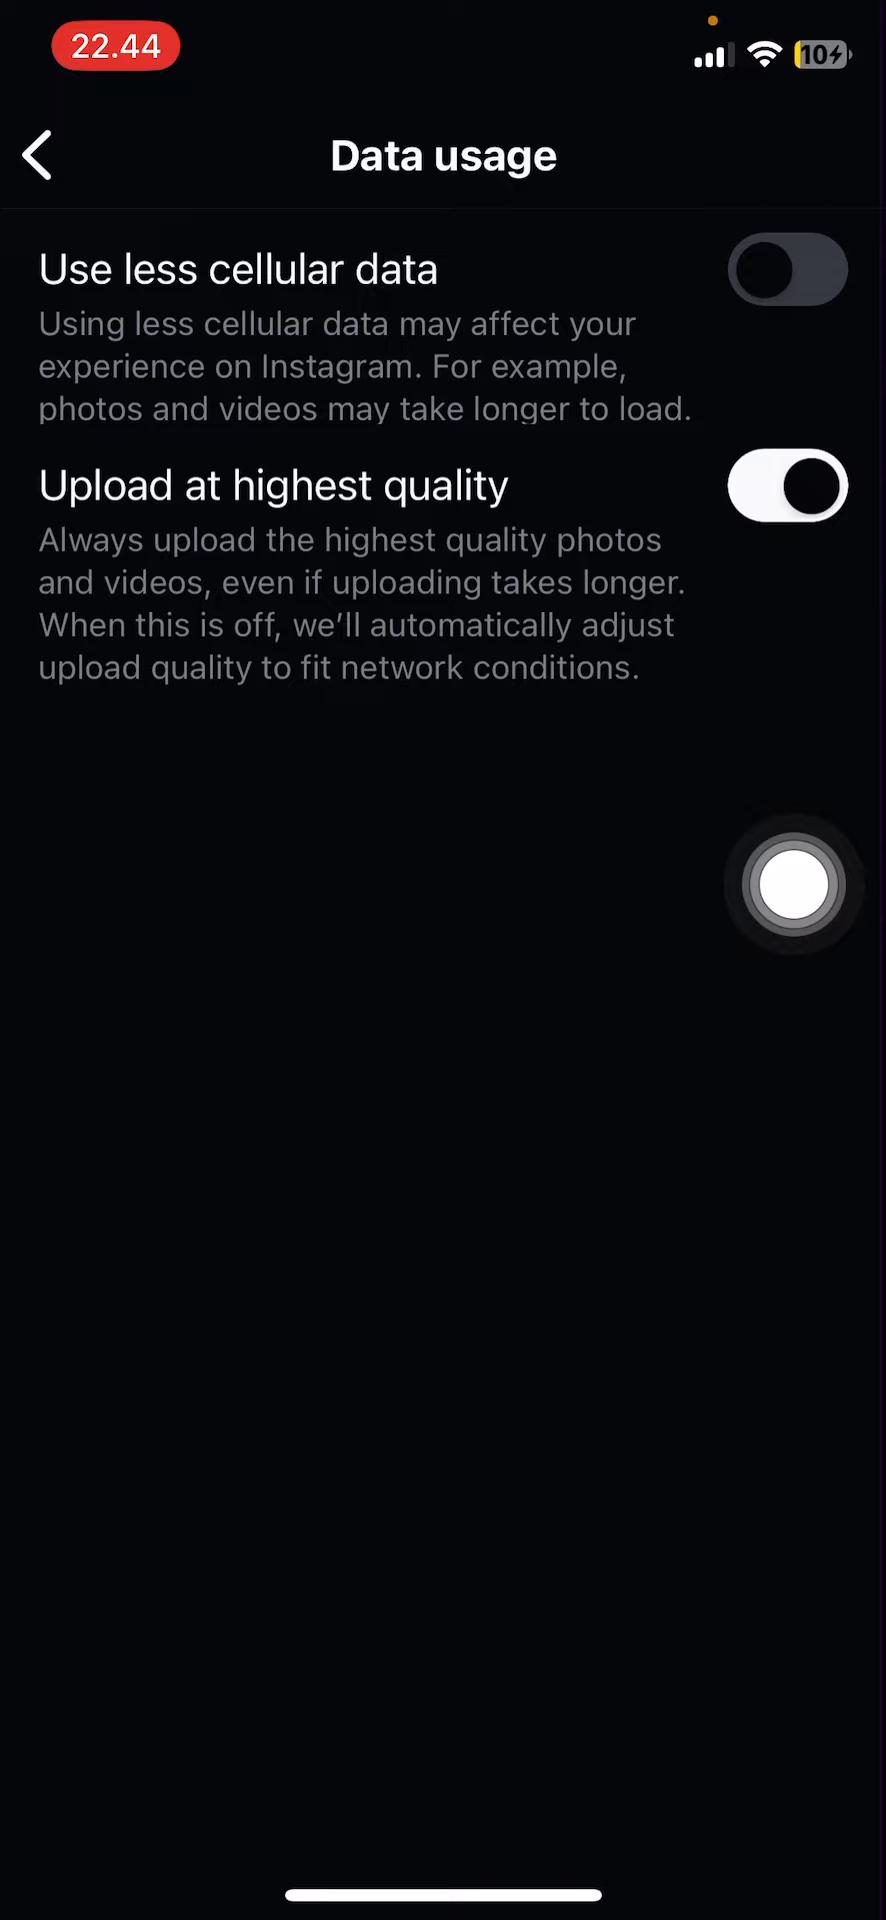 22.44
10
Data usage
Use less cellular data
Using less cellular data may affect your
experience on Instagram. For example,
photos and videos may take longer to load.
Upload at highest quality
Always upload the highest quality photos
and videos, even if uploading takes longer.
When this is off, we’ll automatically adjust
upload quality to fit network conditions.